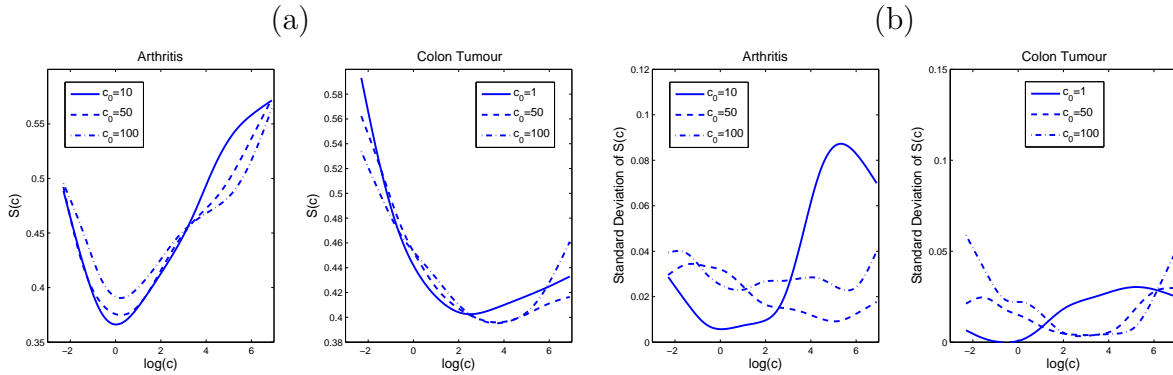 (a)
(b)
Arthritis
0.55
0.5
0.45
0.4
0.35
S(c)
c₀=10
c₀=50
c₀=100
−2 0 2 4 6
log(c)
Colon Tumour
0.58
0.56
0.54
0.52
0.5
0.48
0.46
0.44
0.42
0.4
0.38
S(c)
c₀=1
c₀=50
c₀=100
−2 0 2 4 6
log(c)
Arthritis
0.12
0.1
0.08
0.06
0.04
0.02
0
Standard Deviation of S(c)
c₀=10
c₀=50
c₀=100
−2 0 2 4 6
log(c)
Colon Tumour
0.15
0.1
0.05
0
Standard Deviation of S(c)
c₀=1
c₀=50
c₀=100
−2 0 2 4 6
log(c)